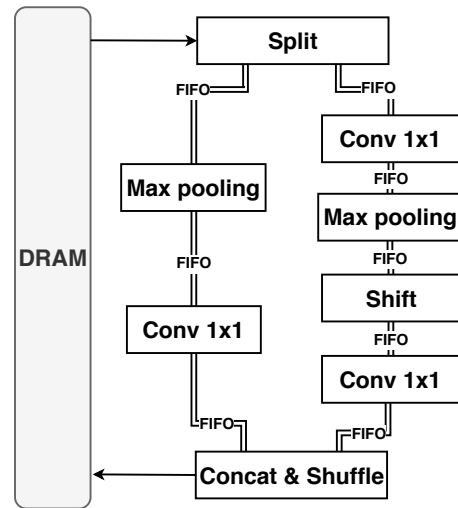 Split
FIFO
FIFO
Conv 1x1
FIFO
Max pooling
Max pooling
DRAM
FIFO
FIFO
Shift
Conv 1x1
FIFO
Conv 1x1
FIFO
FIFO
Concat & Shuffle